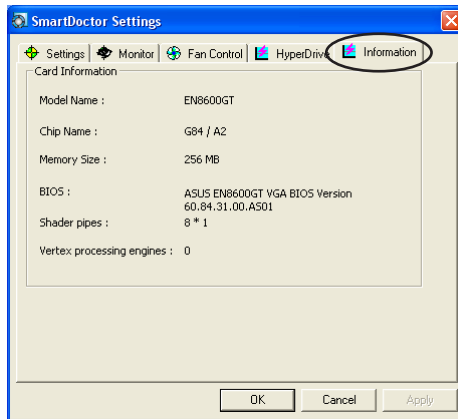 SmartDoctor Settings
Settings Monitor Fan Control HyperDrive Information
Card Information
Model Name : EN8600GT
Chip Name : G84 / A2
Memory Size : 256 MB
BIOS : ASUS EN8600GT VGA BIOS Version
60.84.31.00.AS01
Shader pipes : 8 * 1
Vertex processing engines : 0
OK Cancel Apply